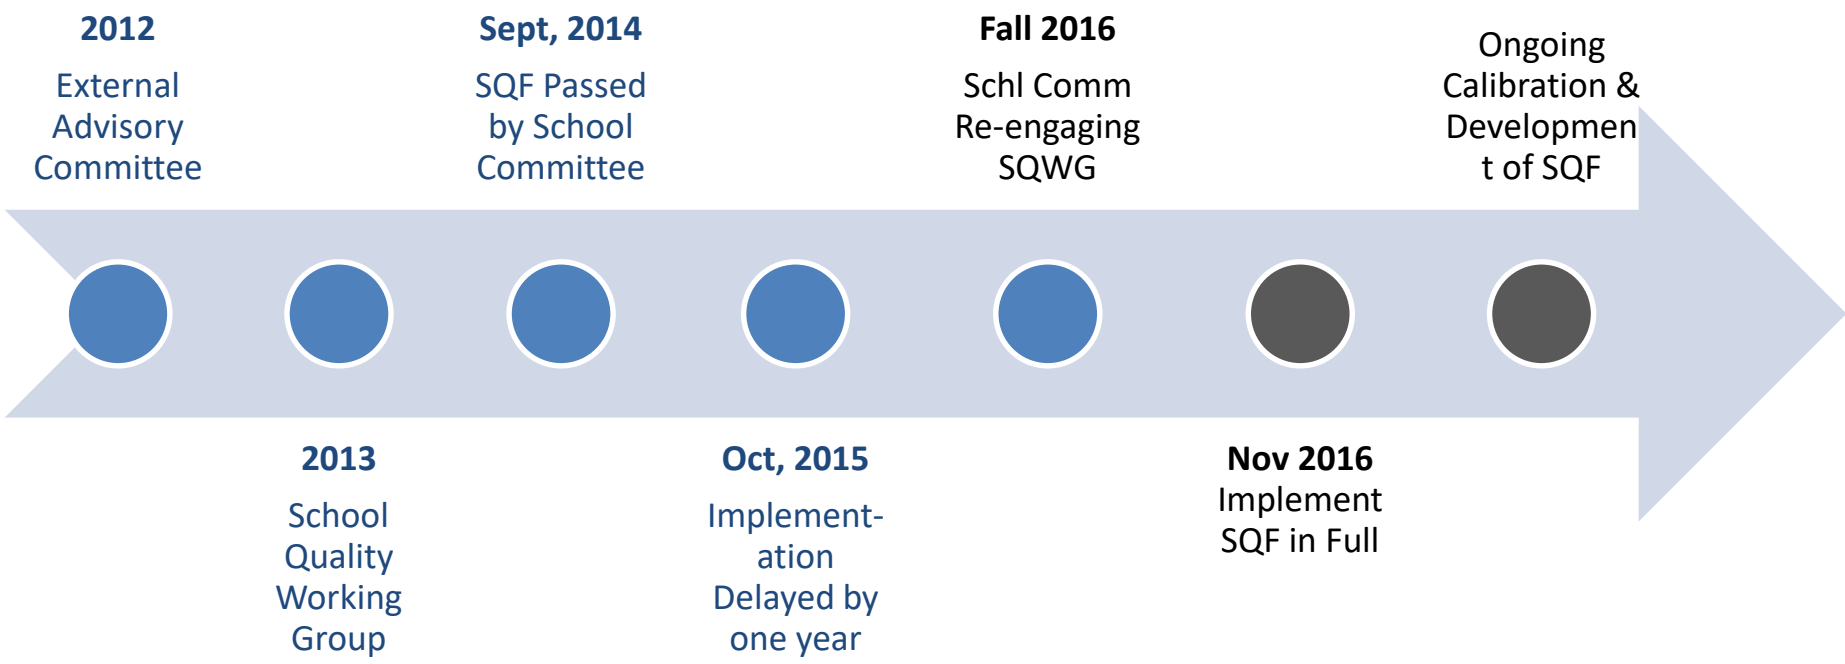 2012
External
Advisory
Committee
Sept, 2014
SQF Passed
by School
Committee
Fall 2016
Schl Comm
Re-engaging
SQWG
Ongoing
Calibration &
Developmen
t of SQF
2013
School
Quality
Working
Group
Oct, 2015
Implement-
ation
Delayed by
one year
Nov 2016
Implement
SQF in Full